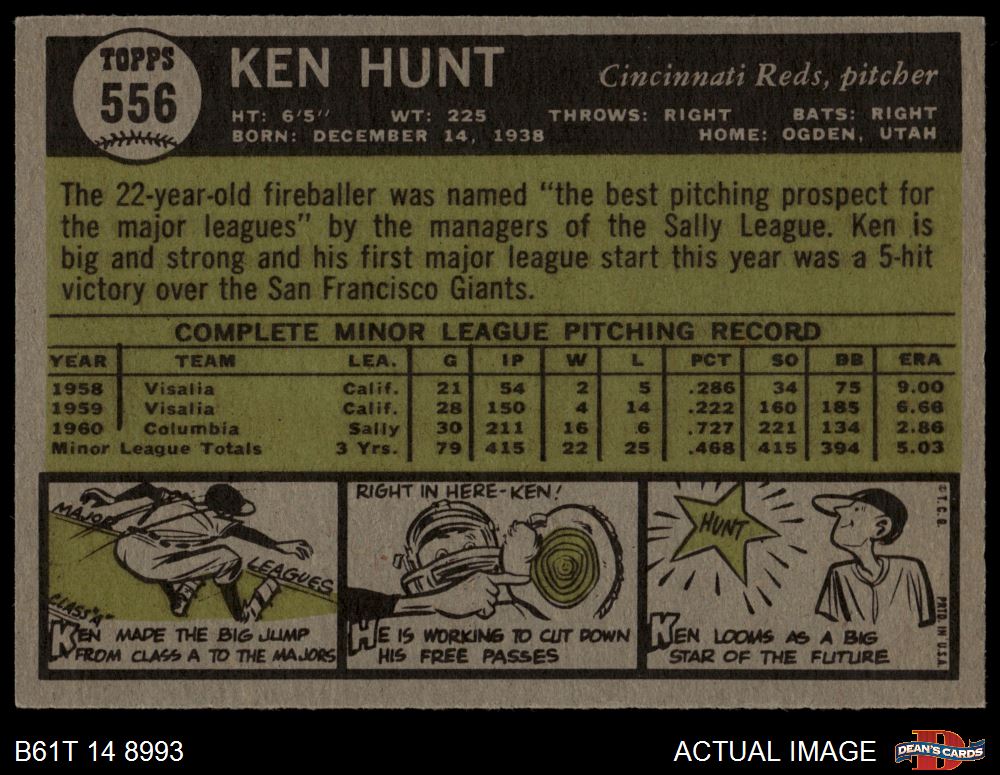 TOPPS
556
KEN HUNT
Cincinnati Reds, pitcher
HT: 6'5" WT: 225 THROWS: RIGHT BATS: RIGHT
BORN: DECEMBER 14, 1938 HOME: OGDEN, UTAH
The 22-year-old fireballer was named "the best pitching prospect for
the major leagues" by the managers of the Sally League. Ken is
big and strong and his first major league start this year was a 5-hit
victory over the San Francisco Giants.
COMPLETE MINOR LEAGUE PITCHING RECORD
YEAR TEAM LEA. G IP W L PCT SO BB ERA
1958 Visalia Calif. 21 54 2 5 .286 34 75 9.00
1959 Visalia Calif. 28 150 4 14 .222 160 185 6.66
1960 Columbia Sally 30 211 16 6 .727 221 134 2.86
Minor League Totals 3 Yrs. 79 415 22 25 .468 415 394 5.03
MAJOR
LEAGUES
CLASS "A"
KEN MADE THE BIG JUMP
FROM CLASS A TO THE MAJORS
RIGHT IN HERE-KEN!
HE IS WORKING TO CUT DOWN
HIS FREE PASSES
HUNT
KEN LOOMS AS A BIG
STAR OF THE FUTURE
© T.C.G.
PRTD. IN U.S.A.
B61T 14 8993
ACTUAL IMAGE
DEAN'S CARDS